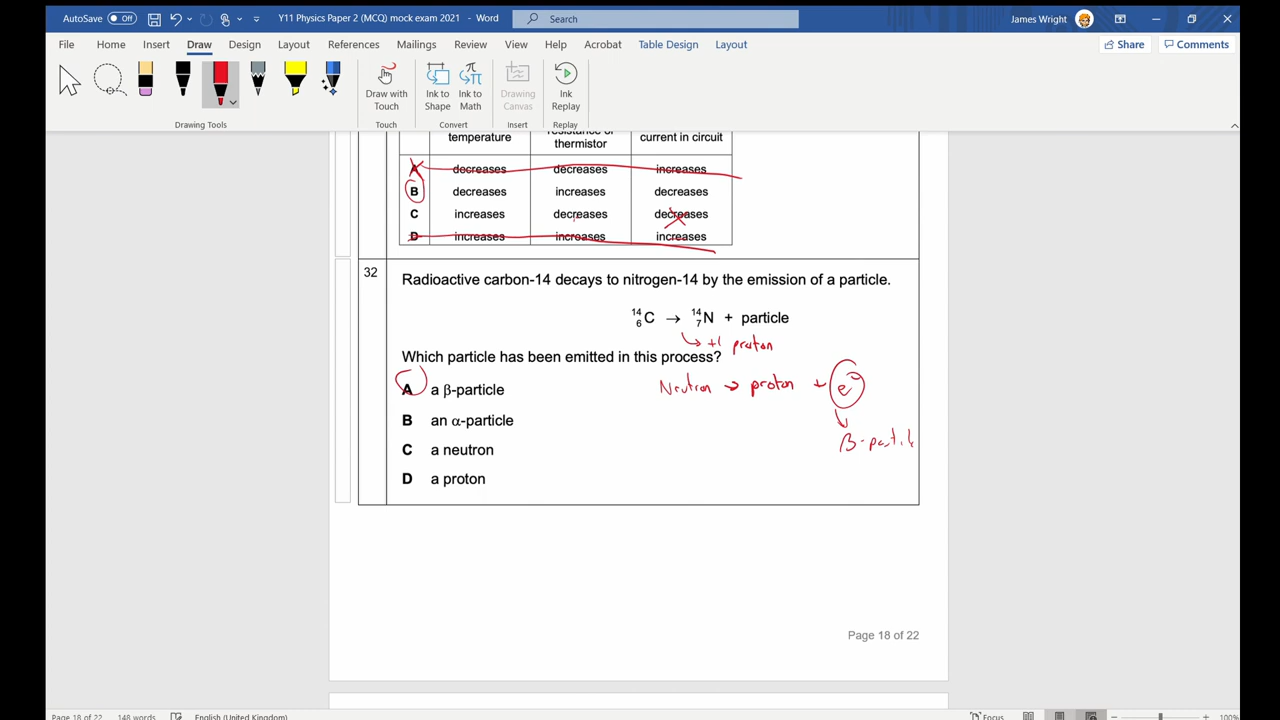 AutoSave Off Y11 Physics Paper 2 (MCQ) mock exam 2021 - Word Search James Wright
File Home Insert Draw Design Layout References Mailings Review View Help Acrobat Table Design Layout Share Comments
Draw with Touch Ink to Shape Ink to Math Drawing Canvas Ink Replay
Drawing Tools Touch Convert Insert Replay
temperature resistance of thermistor current in circuit
A decreases decreases increases
B decreases increases decreases
C increases decreases decreases
D increases increases increases
32 Radioactive carbon-14 decays to nitrogen-14 by the emission of a particle.
¹⁴₆C → ¹⁴₇N + particle
↳ +1 proton
Which particle has been emitted in this process?
Neutron → proton + e⁻
A a β-particle
↳
β-particle
B an α-particle
C a neutron
D a proton
Page 18 of 22
Page 18 of 22 148 words English (United Kingdom) Focus 100%